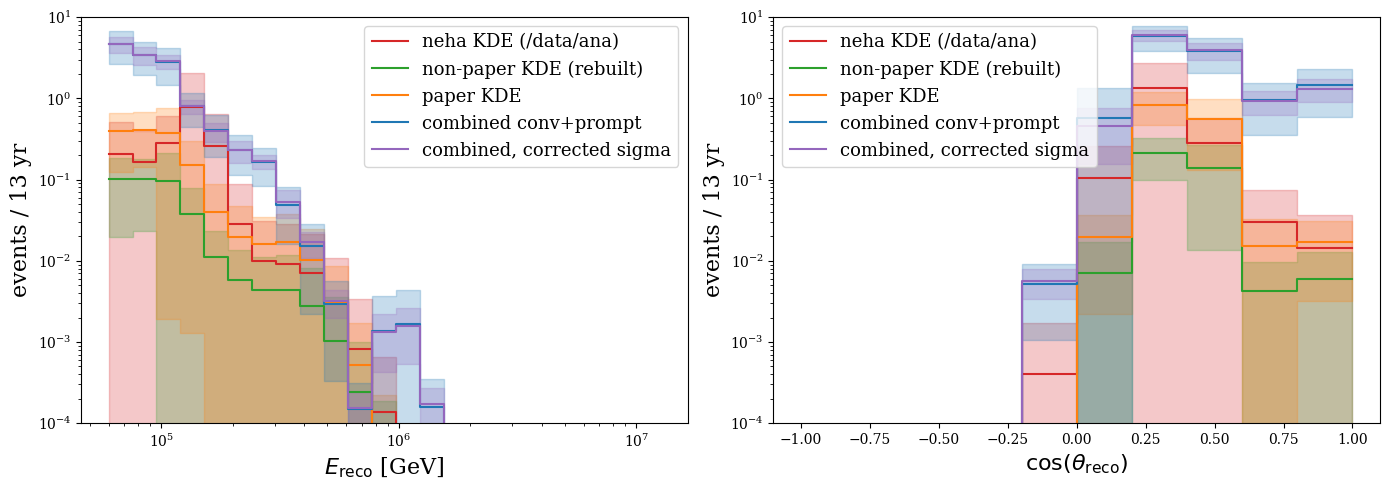 events / 13 yr
10¹
10⁰
10⁻¹
10⁻²
10⁻³
10⁻⁴
neha KDE (/data/ana)
non-paper KDE (rebuilt)
paper KDE
combined conv+prompt
combined, corrected sigma
10⁵ 10⁶ 10⁷
E_reco [GeV]
events / 13 yr
10¹
10⁰
10⁻¹
10⁻²
10⁻³
10⁻⁴
neha KDE (/data/ana)
non-paper KDE (rebuilt)
paper KDE
combined conv+prompt
combined, corrected sigma
−1.00 −0.75 −0.50 −0.25 0.00 0.25 0.50 0.75 1.00
cos(θ_reco)